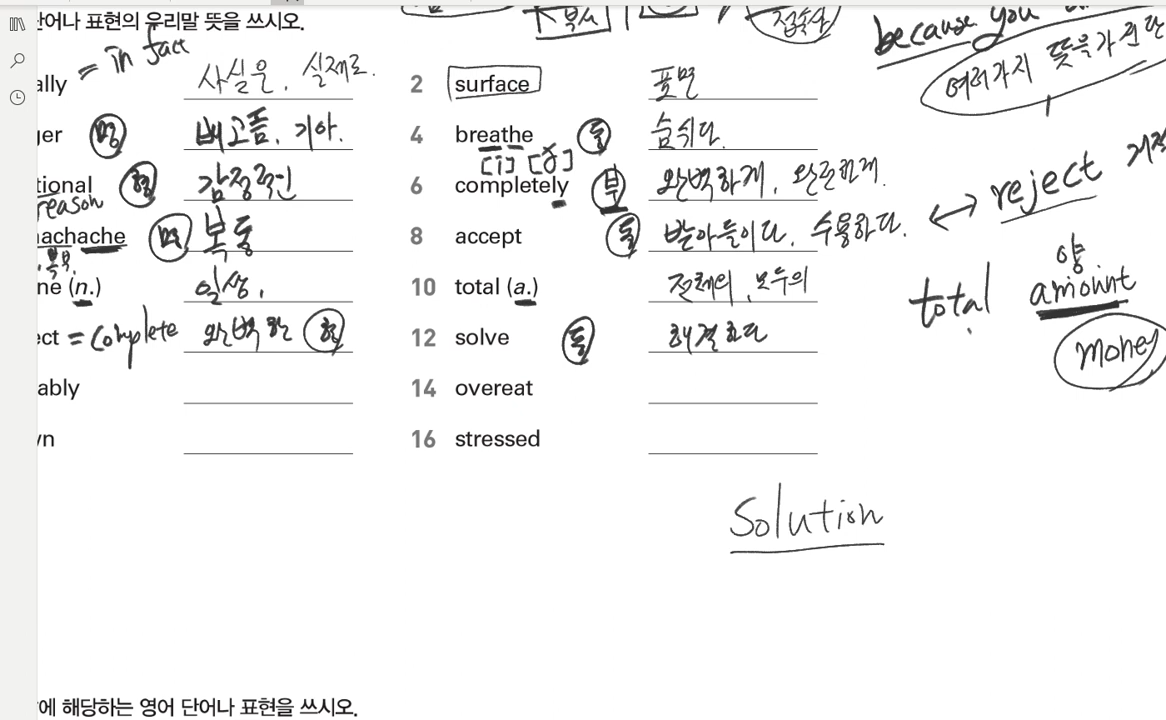 단어나 표현의 우리말 뜻을 쓰시오.
because you
여러가지 뜻을 가진 단
접속사
ally = in fact 사실은, 실제로.
2 surface 표면
ger 명 배고픔, 기아.
4 breathe 동 숨쉬다.
[i] [ð]
tional 형 감정적인
6 completely 부 완벽하게, 완전하게.
reason
achache 명 복통
8 accept 동 받아들이다, 수용하다. ↔ reject 거절
ne (n.) 일상,
10 total (a.) 전체의, 모두의
total amount 양
money
ect = complete 완벽한 형
12 solve 동 해결하다
ably
14 overeat
wn
16 stressed
Solution
에 해당하는 영어 단어나 표현을 쓰시오.